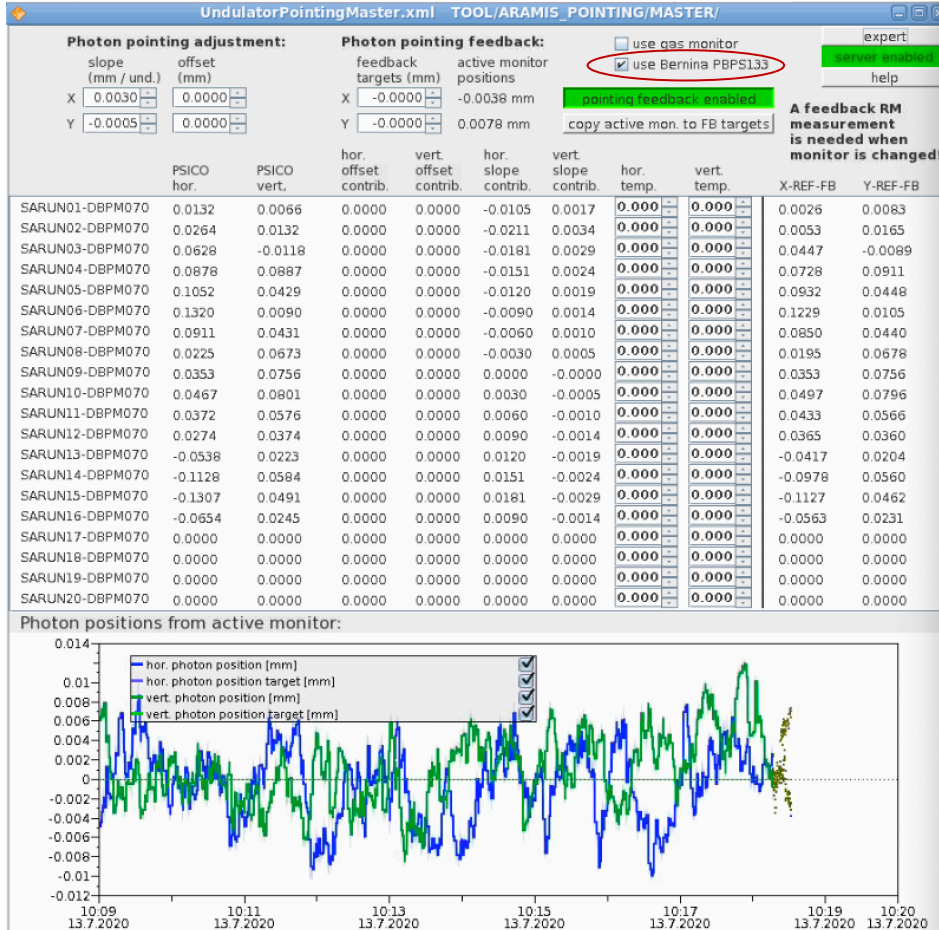 UndulatorPointingMaster.xml TOOL/ARAMIS_POINTING/MASTER/
Photon pointing adjustment: Photon pointing feedback: use gas monitor expert
slope offset feedback active monitor use Bernina PBPS133 server enabled
(mm / und.) (mm) targets (mm) positions help
X 0.0030 0.0000 X -0.0000 -0.0038 mm pointing feedback enabled
Y -0.0005 0.0000 Y -0.0000 0.0078 mm copy active mon. to FB targets
A feedback RM
measurement
is needed when
monitor is changed!
hor. vert. hor. vert.
PSICO PSICO offset offset slope slope hor. vert.
hor. vert. contrib. contrib. contrib. contrib. temp. temp. X-REF-FB Y-REF-FB
SARUN01-DBPM070 0.0132 0.0066 0.0000 0.0000 -0.0105 0.0017 0.000 0.000 0.0026 0.0083
SARUN02-DBPM070 0.0264 0.0132 0.0000 0.0000 -0.0211 0.0034 0.000 0.000 0.0053 0.0165
SARUN03-DBPM070 0.0628 -0.0118 0.0000 0.0000 -0.0181 0.0029 0.000 0.000 0.0447 -0.0089
SARUN04-DBPM070 0.0878 0.0887 0.0000 0.0000 -0.0151 0.0024 0.000 0.000 0.0728 0.0911
SARUN05-DBPM070 0.1052 0.0429 0.0000 0.0000 -0.0120 0.0019 0.000 0.000 0.0932 0.0448
SARUN06-DBPM070 0.1320 0.0090 0.0000 0.0000 -0.0090 0.0014 0.000 0.000 0.1229 0.0105
SARUN07-DBPM070 0.0911 0.0431 0.0000 0.0000 -0.0060 0.0010 0.000 0.000 0.0850 0.0440
SARUN08-DBPM070 0.0225 0.0673 0.0000 0.0000 -0.0030 0.0005 0.000 0.000 0.0195 0.0678
SARUN09-DBPM070 0.0353 0.0756 0.0000 0.0000 0.0000 -0.0000 0.000 0.000 0.0353 0.0756
SARUN10-DBPM070 0.0467 0.0801 0.0000 0.0000 0.0030 -0.0005 0.000 0.000 0.0497 0.0796
SARUN11-DBPM070 0.0372 0.0576 0.0000 0.0000 0.0060 -0.0010 0.000 0.000 0.0433 0.0566
SARUN12-DBPM070 0.0274 0.0374 0.0000 0.0000 0.0090 -0.0014 0.000 0.000 0.0365 0.0360
SARUN13-DBPM070 -0.0538 0.0223 0.0000 0.0000 0.0120 -0.0019 0.000 0.000 -0.0417 0.0204
SARUN14-DBPM070 -0.1128 0.0584 0.0000 0.0000 0.0151 -0.0024 0.000 0.000 -0.0978 0.0560
SARUN15-DBPM070 -0.1307 0.0491 0.0000 0.0000 0.0181 -0.0029 0.000 0.000 -0.1127 0.0462
SARUN16-DBPM070 -0.0654 0.0245 0.0000 0.0000 0.0090 -0.0014 0.000 0.000 -0.0563 0.0231
SARUN17-DBPM070 0.0000 0.0000 0.0000 0.0000 0.0000 0.0000 0.000 0.000 0.0000 0.0000
SARUN18-DBPM070 0.0000 0.0000 0.0000 0.0000 0.0000 0.0000 0.000 0.000 0.0000 0.0000
SARUN19-DBPM070 0.0000 0.0000 0.0000 0.0000 0.0000 0.0000 0.000 0.000 0.0000 0.0000
SARUN20-DBPM070 0.0000 0.0000 0.0000 0.0000 0.0000 0.0000 0.000 0.000 0.0000 0.0000
Photon positions from active monitor:
0.014
hor. photon position [mm]
0.01 hor. photon position target [mm]
0.008 vert. photon position [mm]
0.006 vert. photon position target [mm]
0.004
0.002
0
-0.002
-0.004
-0.006
-0.008
-0.01
-0.012
10:09 10:11 10:13 10:15 10:17 10:19 10:20
13.7.2020 13.7.2020 13.7.2020 13.7.2020 13.7.2020 13.7.2020 13.7.2020